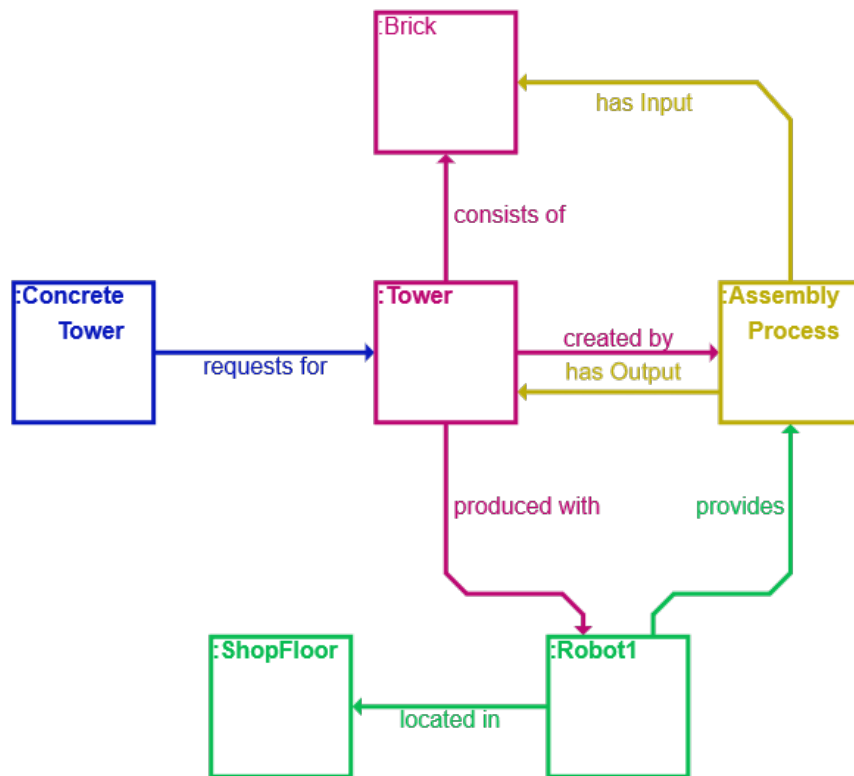 :Brick
has Input
consists of
:Concrete
Tower
:Tower
:Assembly
Process
requests for
created by
has Output
produced with
provides
:ShopFloor
:Robot1
located in